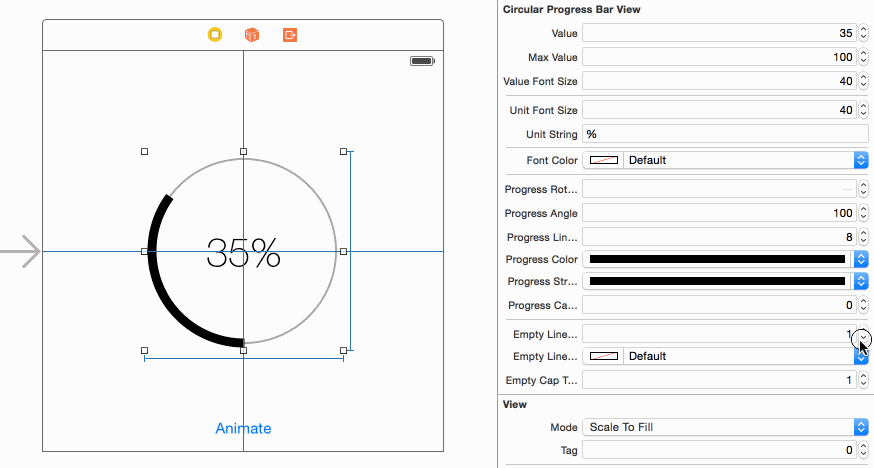 Circular Progress Bar View
Value 35
Max Value 100
Value Font Size 40
Unit Font Size 40
Unit String %
Font Color Default
Progress Rot...
Progress Angle 100
Progress Lin... 8
Progress Color
Progress Str...
Progress Ca... 0
Empty Line... 1
Empty Line... Default
Empty Cap T... 1
View
Mode Scale To Fill
Tag 0
35%
Animate